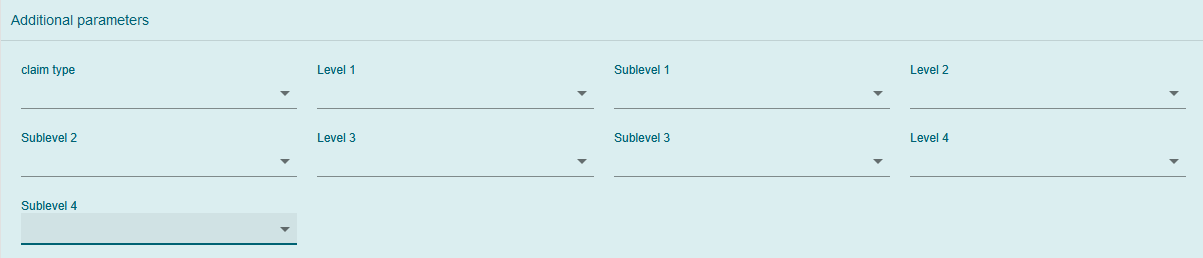 Additional parameters
claim type Level 1 Sublevel 1 Level 2
Sublevel 2 Level 3 Sublevel 3 Level 4
Sublevel 4